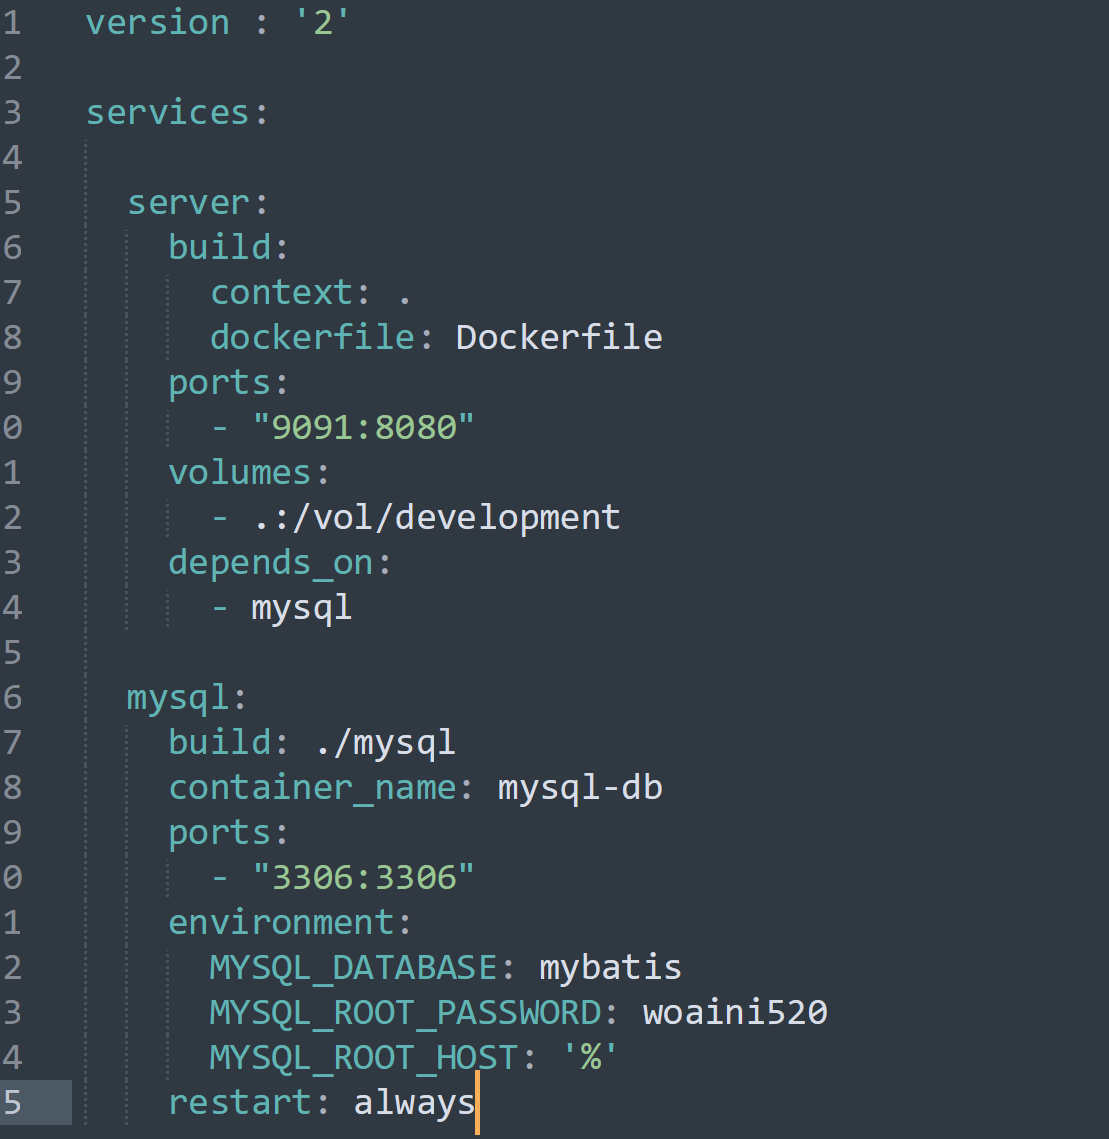 1 version : '2'
2
3 services:
4
5 server:
6 build:
7 context: .
8 dockerfile: Dockerfile
9 ports:
0 - "9091:8080"
1 volumes:
2 - .:/vol/development
3 depends_on:
4 - mysql
5
6 mysql:
7 build: ./mysql
8 container_name: mysql-db
9 ports:
0 - "3306:3306"
1 environment:
2 MYSQL_DATABASE: mybatis
3 MYSQL_ROOT_PASSWORD: woaini520
4 MYSQL_ROOT_HOST: '%'
5 restart: always